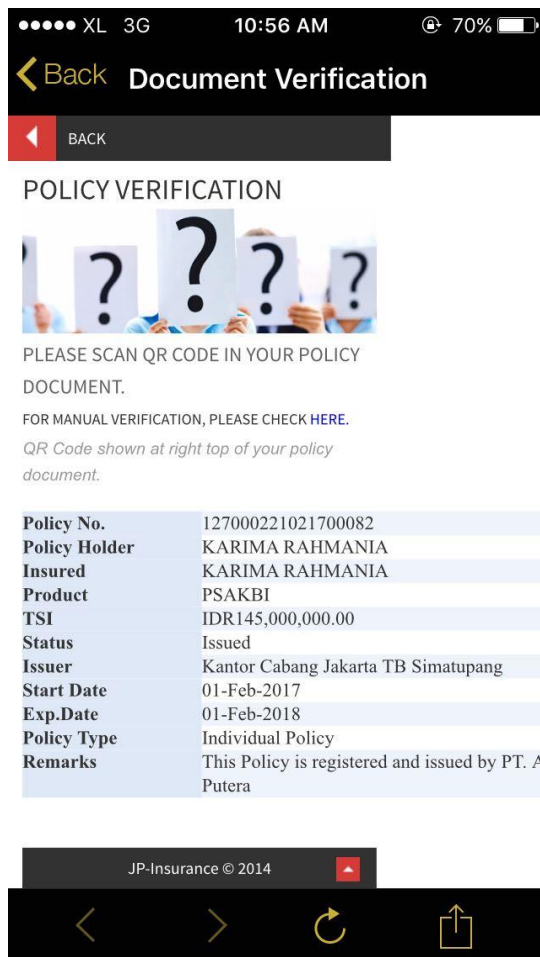 XL 3G 10:56 AM 70%
Back Document Verification
BACK
POLICY VERIFICATION
? ? ? ?
PLEASE SCAN QR CODE IN YOUR POLICY
DOCUMENT.
FOR MANUAL VERIFICATION, PLEASE CHECK HERE.
QR Code shown at right top of your policy
document.
Policy No. 127000221021700082
Policy Holder KARIMA RAHMANIA
Insured KARIMA RAHMANIA
Product PSAKBI
TSI IDR145,000,000.00
Status Issued
Issuer Kantor Cabang Jakarta TB Simatupang
Start Date 01-Feb-2017
Exp.Date 01-Feb-2018
Policy Type Individual Policy
Remarks This Policy is registered and issued by PT. A
Putera
JP-Insurance © 2014